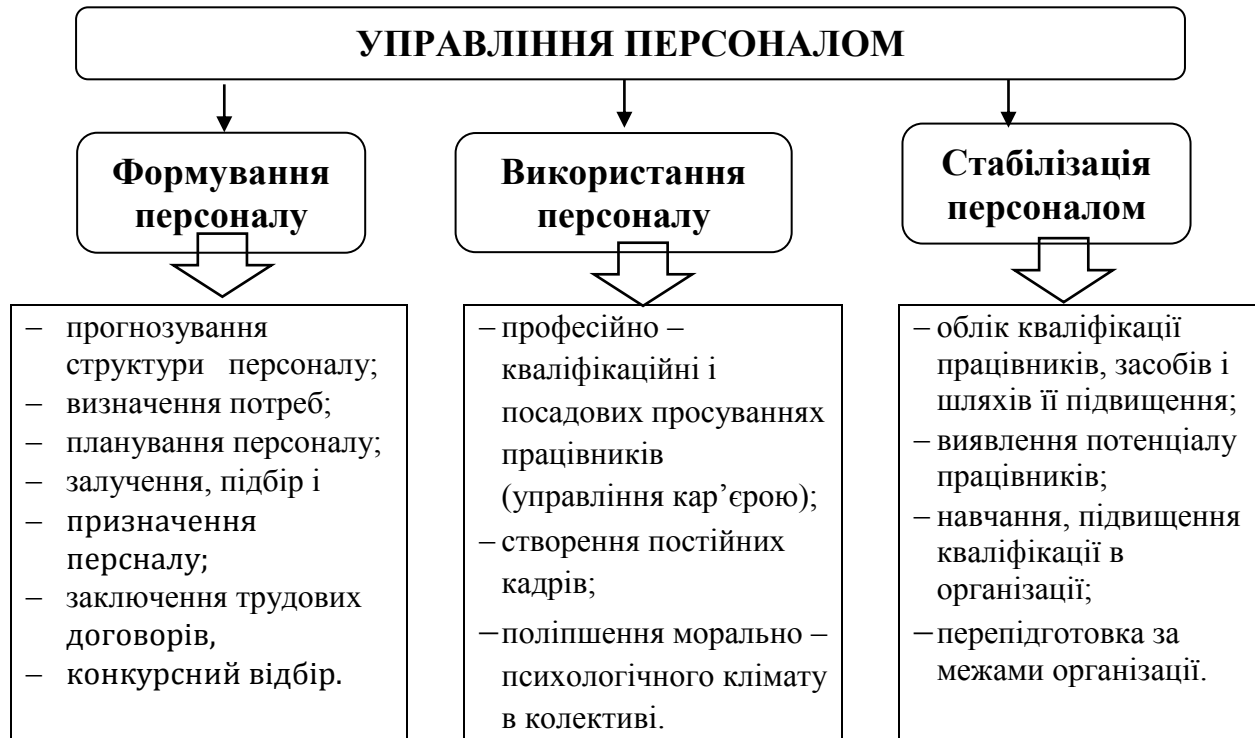 УПРАВЛІННЯ ПЕРСОНАЛОМ
Формування
персоналу
Використання
персоналу
Стабілізація
персоналом
– прогнозування
структури персоналу;
– визначення потреб;
– планування персоналу;
– залучення, підбір і
– призначення
персналу;
– заключення трудових
договорів,
– конкурсний відбір.
– професійно –
кваліфікаційні і
посадових просуваннях
працівників
(управління кар’єрою);
– створення постійних
кадрів;
– поліпшення морально –
психологічного клімату
в колективі.
– облік кваліфікації
працівників, засобів і
шляхів її підвищення;
– виявлення потенціалу
працівників;
– навчання, підвищення
кваліфікації в
організації;
– перепідготовка за
межами організації.